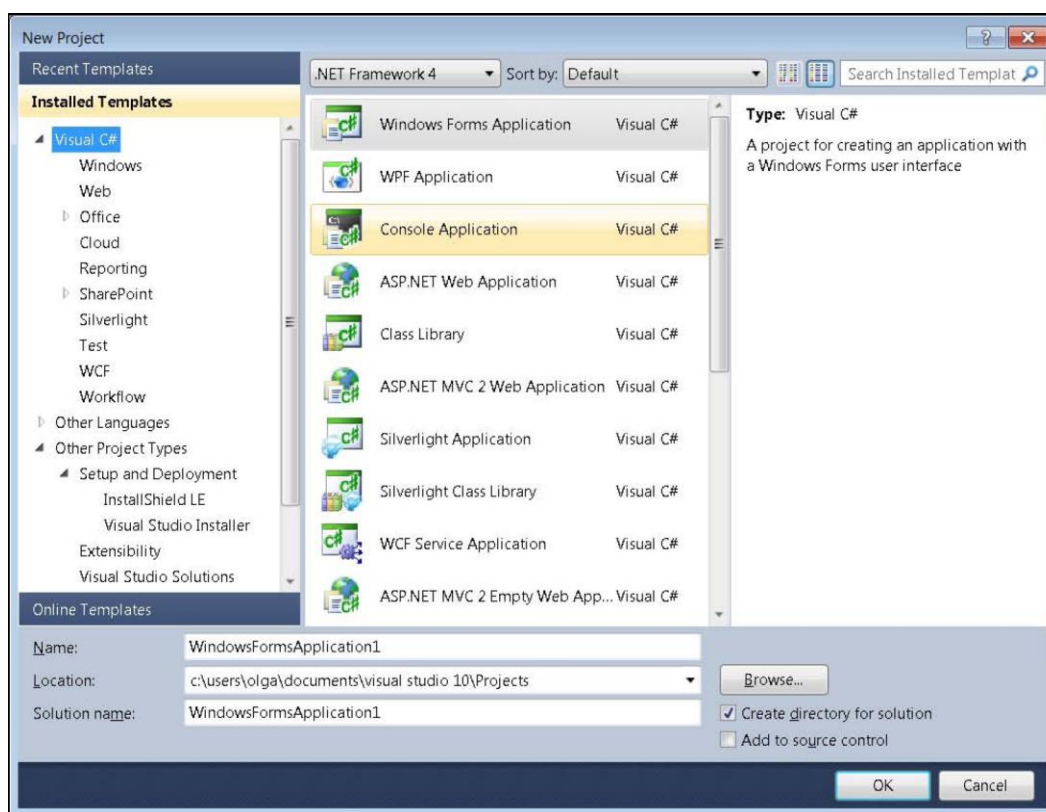 New Project
Recent Templates
Installed Templates
Visual C#
Windows
Web
Office
Cloud
Reporting
SharePoint
Silverlight
Test
WCF
Workflow
Other Languages
Other Project Types
Setup and Deployment
InstallShield LE
Visual Studio Installer
Extensibility
Visual Studio Solutions
Online Templates
.NET Framework 4 Sort by: Default Search Installed Templat
Windows Forms Application Visual C#
WPF Application Visual C#
Console Application Visual C#
ASP.NET Web Application Visual C#
Class Library Visual C#
ASP.NET MVC 2 Web Application Visual C#
Silverlight Application Visual C#
Silverlight Class Library Visual C#
WCF Service Application Visual C#
ASP.NET MVC 2 Empty Web App... Visual C#
Type: Visual C#
A project for creating an application with
a Windows Forms user interface
Name: WindowsFormsApplication1
Location: c:\users\olga\documents\visual studio 10\Projects Browse...
Solution name: WindowsFormsApplication1 Create directory for solution
Add to source control
OK Cancel